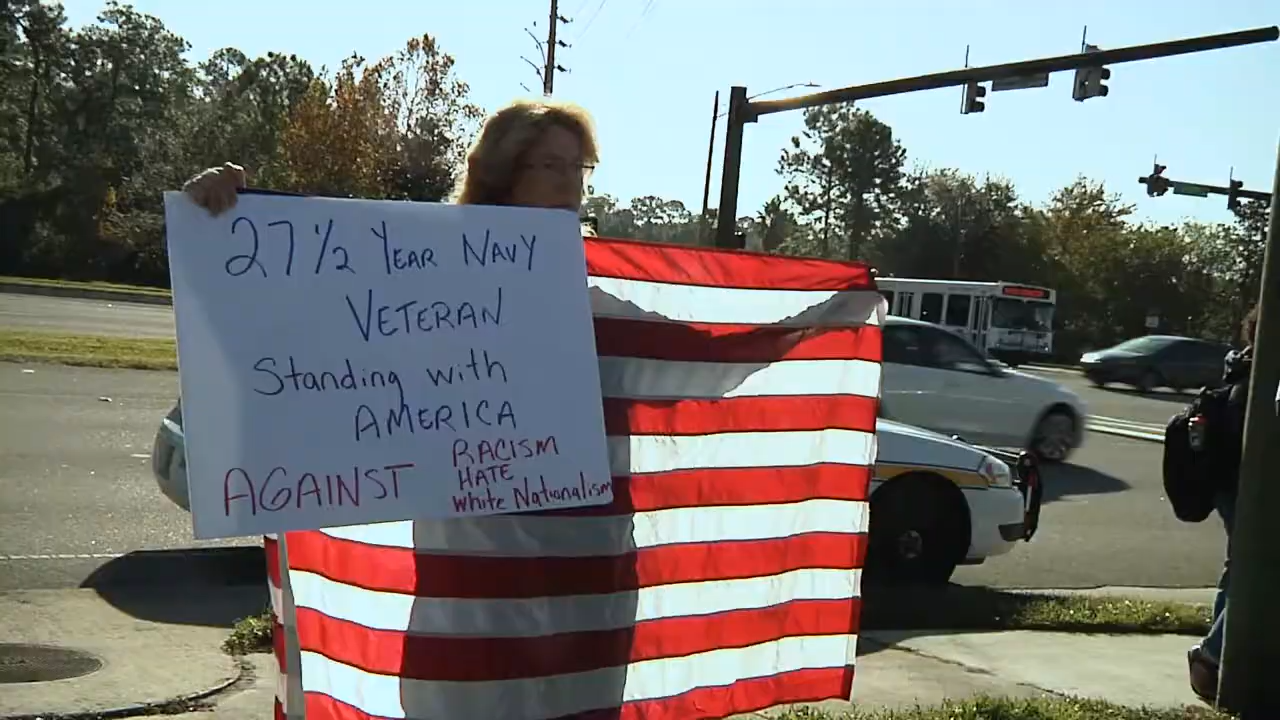 27 1/2 YEAR NAVY
VETERAN
Standing with
AMERICA
AGAINST RACISM
HATE
White Nationalism